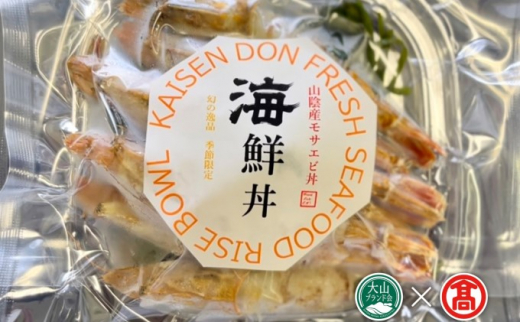 KAISEN DON FRESH SEAFOOD RISE BOWL
山陰産モサエビ丼
海鮮丼
幻の逸品 季節限定
大山
ブランド会
×
髙